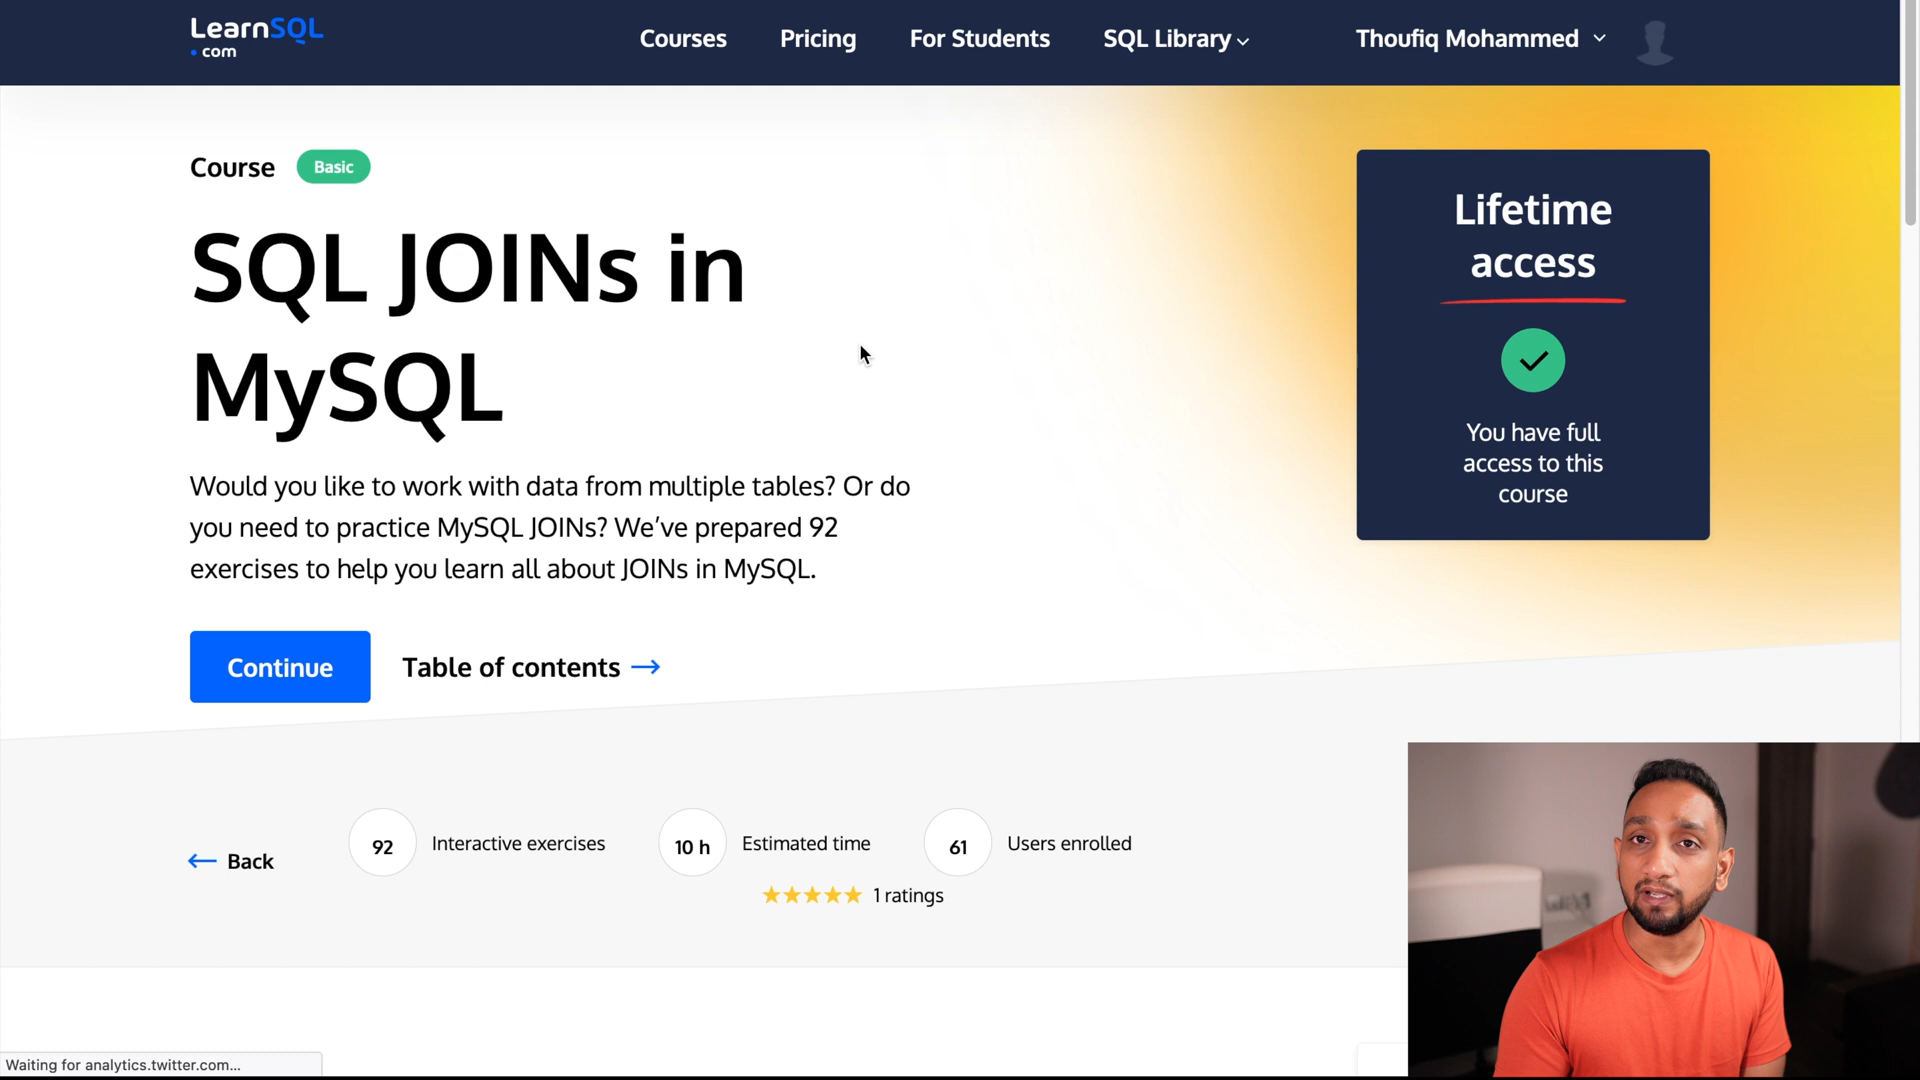 LearnSQL
.com
Courses
Pricing
For Students
SQL Library
Thoufiq Mohammed
Course
Basic
SQL JOINs in
MySQL
Would you like to work with data from multiple tables? Or do
you need to practice MySQL JOINs? We’ve prepared 92
exercises to help you learn all about JOINs in MySQL.
Continue
Table of contents
Lifetime
access
You have full
access to this
course
Back
92
Interactive exercises
10 h
Estimated time
61
Users enrolled
1 ratings
Waiting for analytics.twitter.com...